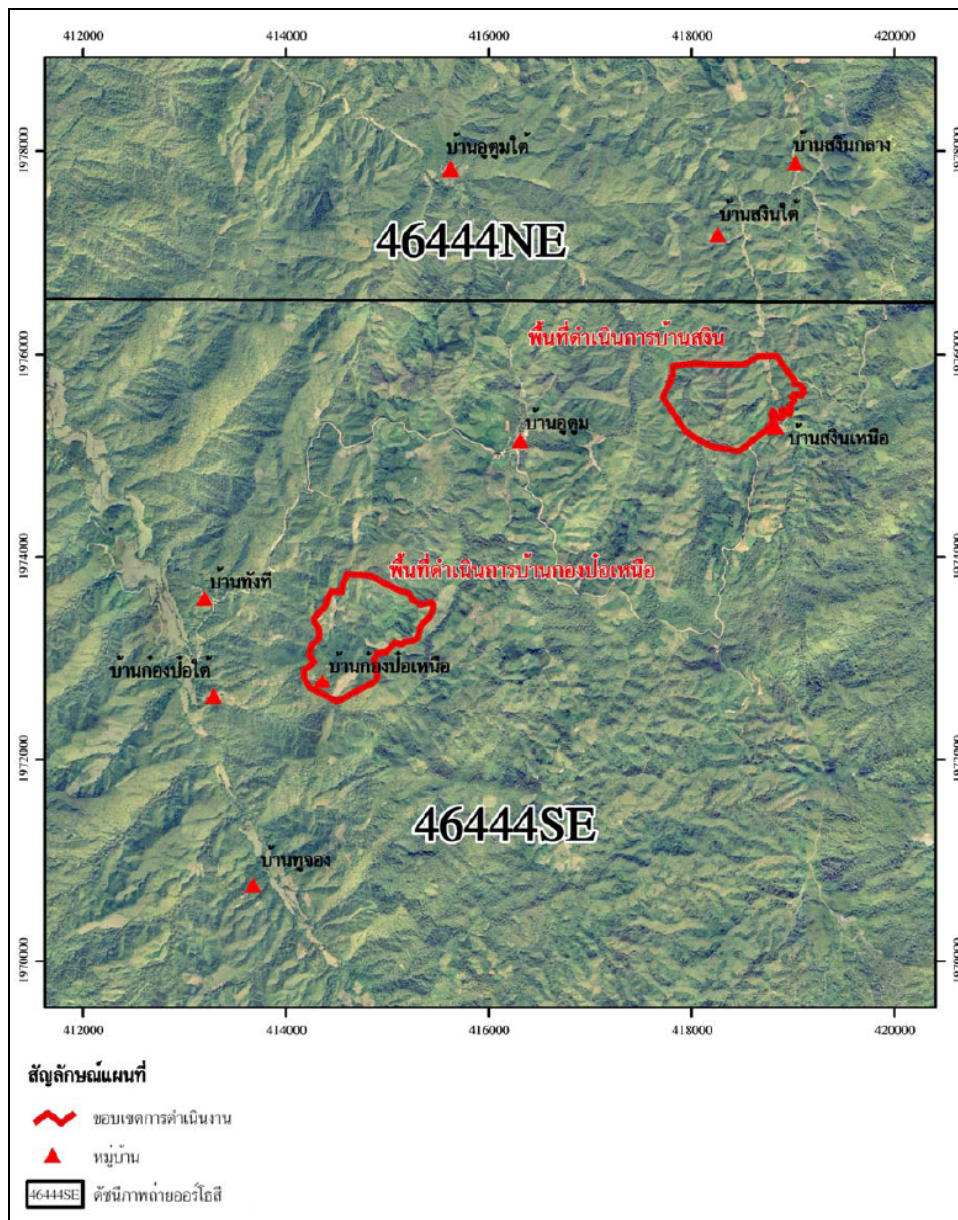 412000 414000 416000 418000 420000
1978000 1978000
บ้านอูตูมใต้
บ้านสงินกลาง
บ้านสงินใต้
46444NE
1976000 1976000
พื้นที่ดำเนินการบ้านสงิน
บ้านอูตูม
บ้านสงินเหนือ
1974000 1974000
พื้นที่ดำเนินการบ้านกองป๋อเหนือ
บ้านทังที
บ้านก๋องป๋อใต้
บ้านก๋องป๋อเหนือ
1972000 1972000
46444SE
บ้านทูจอง
1970000 1970000
412000 414000 416000 418000 420000
สัญลักษณ์แผนที่
ขอบเขตการดำเนินงาน
หมู่บ้าน
46444SE ดัชนีภาพถ่ายออร์โธสี